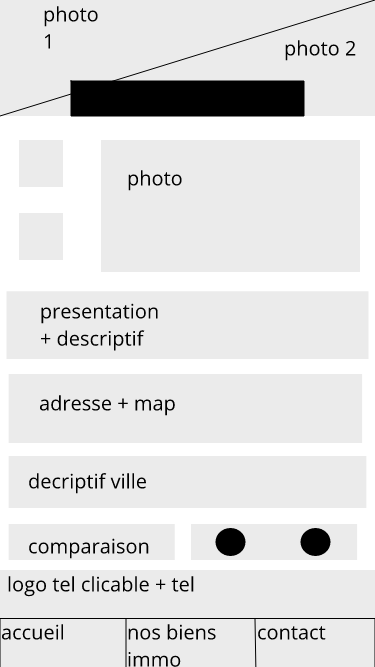 photo
1
photo 2
photo
presentation
+ descriptif
adresse + map
decriptif ville
comparaison
logo tel clicable + tel
accueil
nos biens
immo
contact